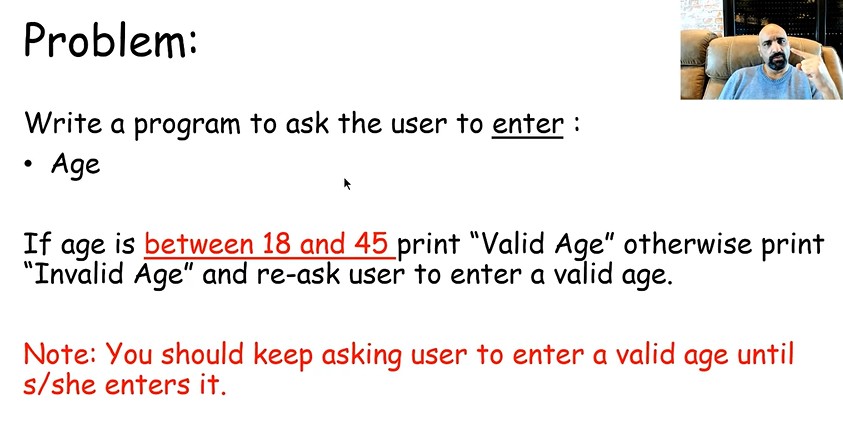 Problem:
Write a program to ask the user to enter :
• Age
If age is between 18 and 45 print “Valid Age” otherwise print
“Invalid Age” and re-ask user to enter a valid age.
Note: You should keep asking user to enter a valid age until
s/she enters it.